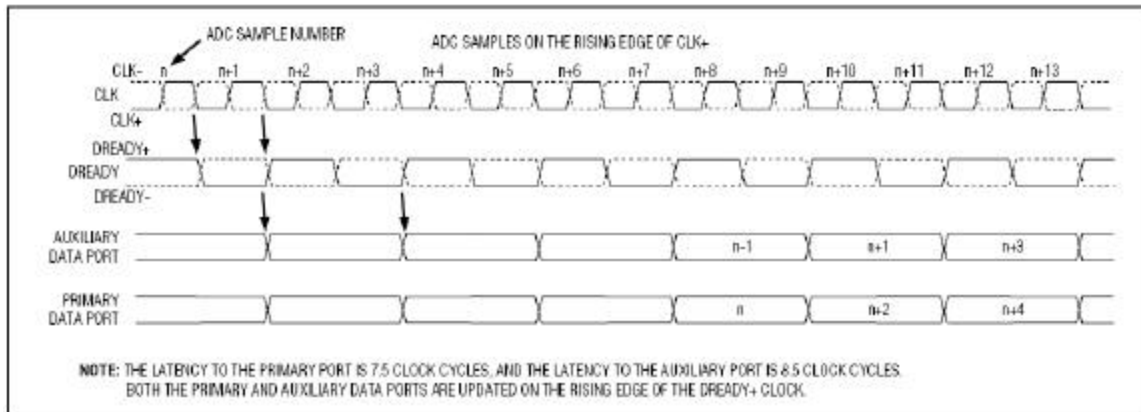 ADC SAMPLE NUMBER
ADC SAMPLES ON THE RISING EDGE OF CLK+
CLK- n n+1 n+2 n+3 n+4 n+5 n+6 n+7 n+8 n+9 n+10 n+11 n+12 n+13
CLK
CLK+
DREADY+
DREADY
DREADY-
AUXILIARY
DATA PORT
n-1 n+1 n+3
PRIMARY
DATA PORT
n n+2 n+4
NOTE: THE LATENCY TO THE PRIMARY PORT IS 7.5 CLOCK CYCLES, AND THE LATENCY TO THE AUXILIARY PORT IS 8.5 CLOCK CYCLES.
BOTH THE PRIMARY AND AUXILIARY DATA PORTS ARE UPDATED ON THE RISING EDGE OF THE DREADY+ CLOCK.